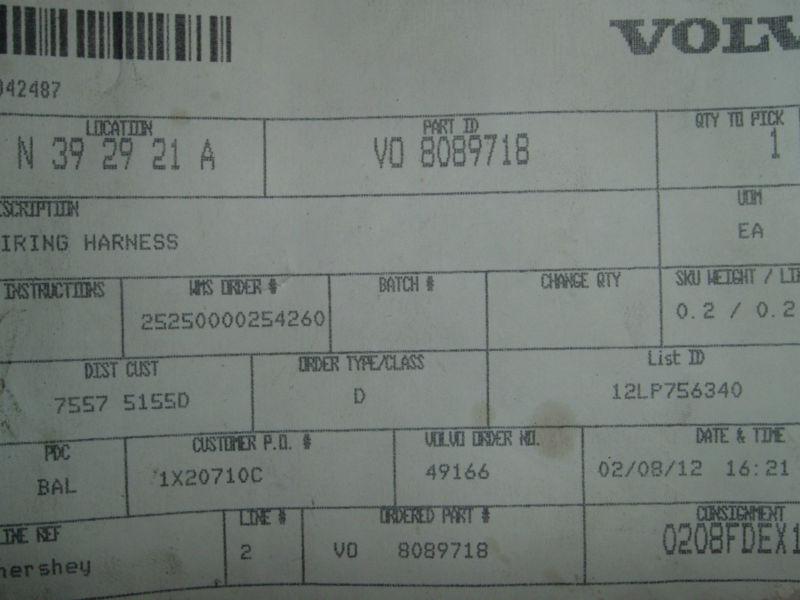 VOLV
042487
LOCATION PART ID QTY TO PICK
N 39 29 21 A VO 8089718 1
ESCRIPTION UOM
IRING HARNESS EA
INSTRUCTIONS WMS ORDER # BATCH # CHANGE QTY SKU WEIGHT / LI
25250000254260 0.2 / 0.2
DIST CUST ORDER TYPE/CLASS List ID
7557 5155D D 12LP756340
PDC CUSTOMER P.O. # VOLVO ORDER NO. DATE & TIME
BAL 1X20710C 49166 02/08/12 16:21
INE REF LINE # ORDERED PART # CONSIGNMENT
hershey 2 VO 8089718 0208FDEX1